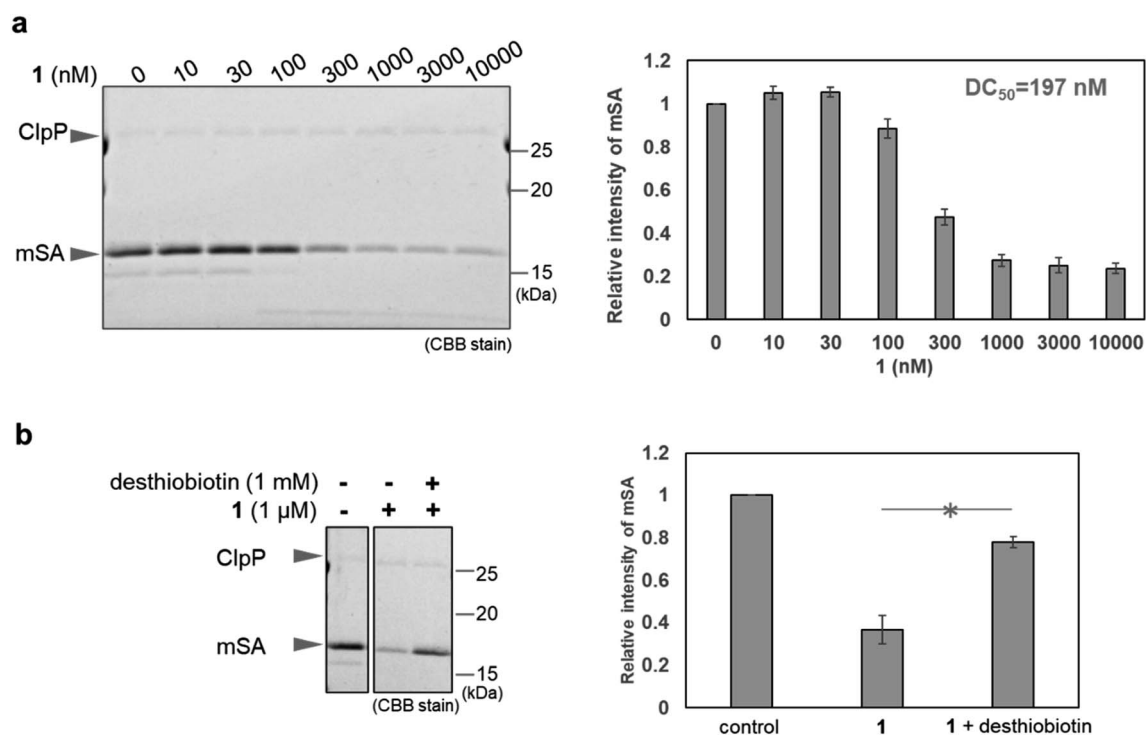 a
1 (nM) 0 10 30 100 300 1000 3000 10000
ClpP
25
20
mSA
15
(kDa)
(CBB stain)
1.2
1
0.8
0.6
0.4
0.2
0
Relative intensity of mSA
DC50=197 nM
0 10 30 100 300 1000 3000 10000
1 (nM)
b
desthiobiotin (1 mM) - - +
1 (1 µM) - + +
ClpP
25
20
mSA
15
(kDa)
(CBB stain)
1.2
1
0.8
0.6
0.4
0.2
0
Relative intensity of mSA
*
control 1 1 + desthiobiotin